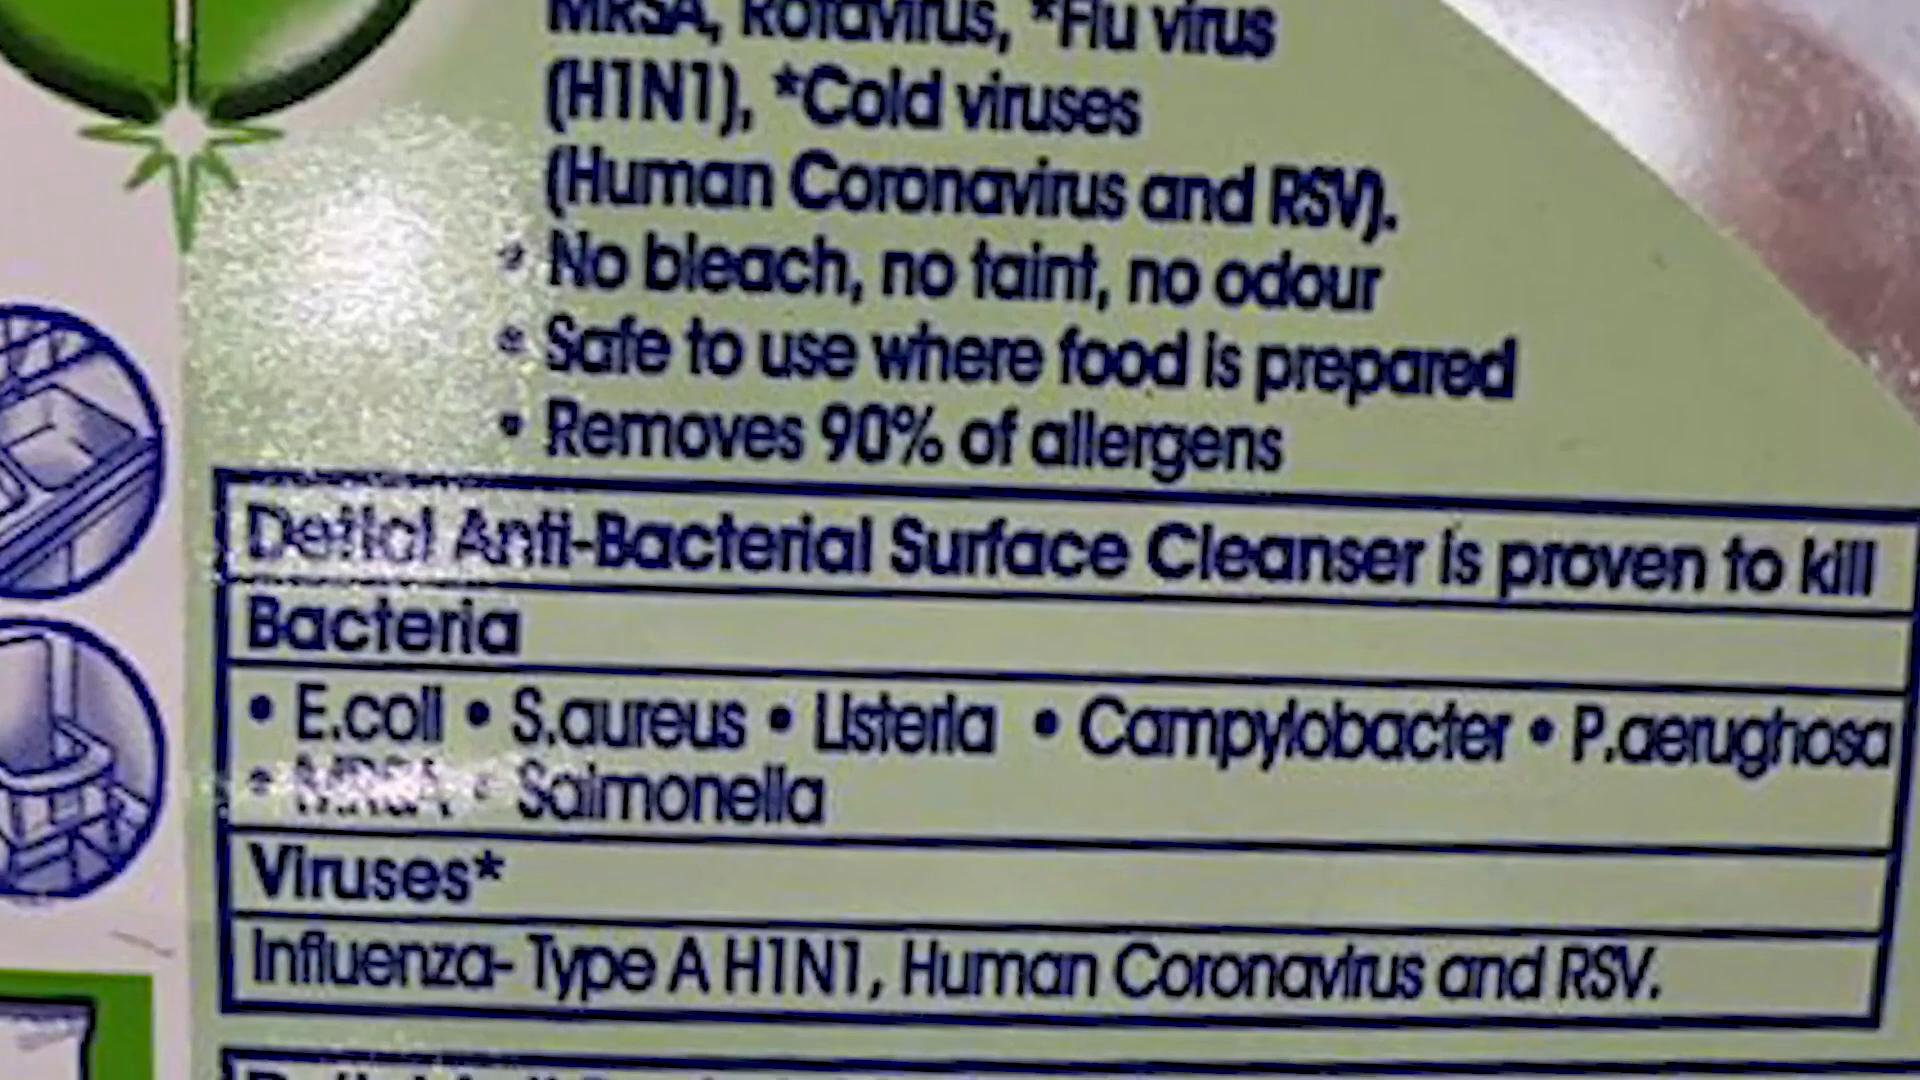 MRSA, Rotavirus, *Flu virus
(H1N1), *Cold viruses
(Human Coronavirus and RSV).
• No bleach, no taint, no odour
• Safe to use where food is prepared
• Removes 90% of allergens
Dettol Anti-Bacterial Surface Cleanser is proven to kill
Bacteria
• E.coli • S.aureus • Listeria • Campylobacter • P.aeruginosa
• MRSA • Salmonella
Viruses*
Influenza- Type A H1N1, Human Coronavirus and RSV.